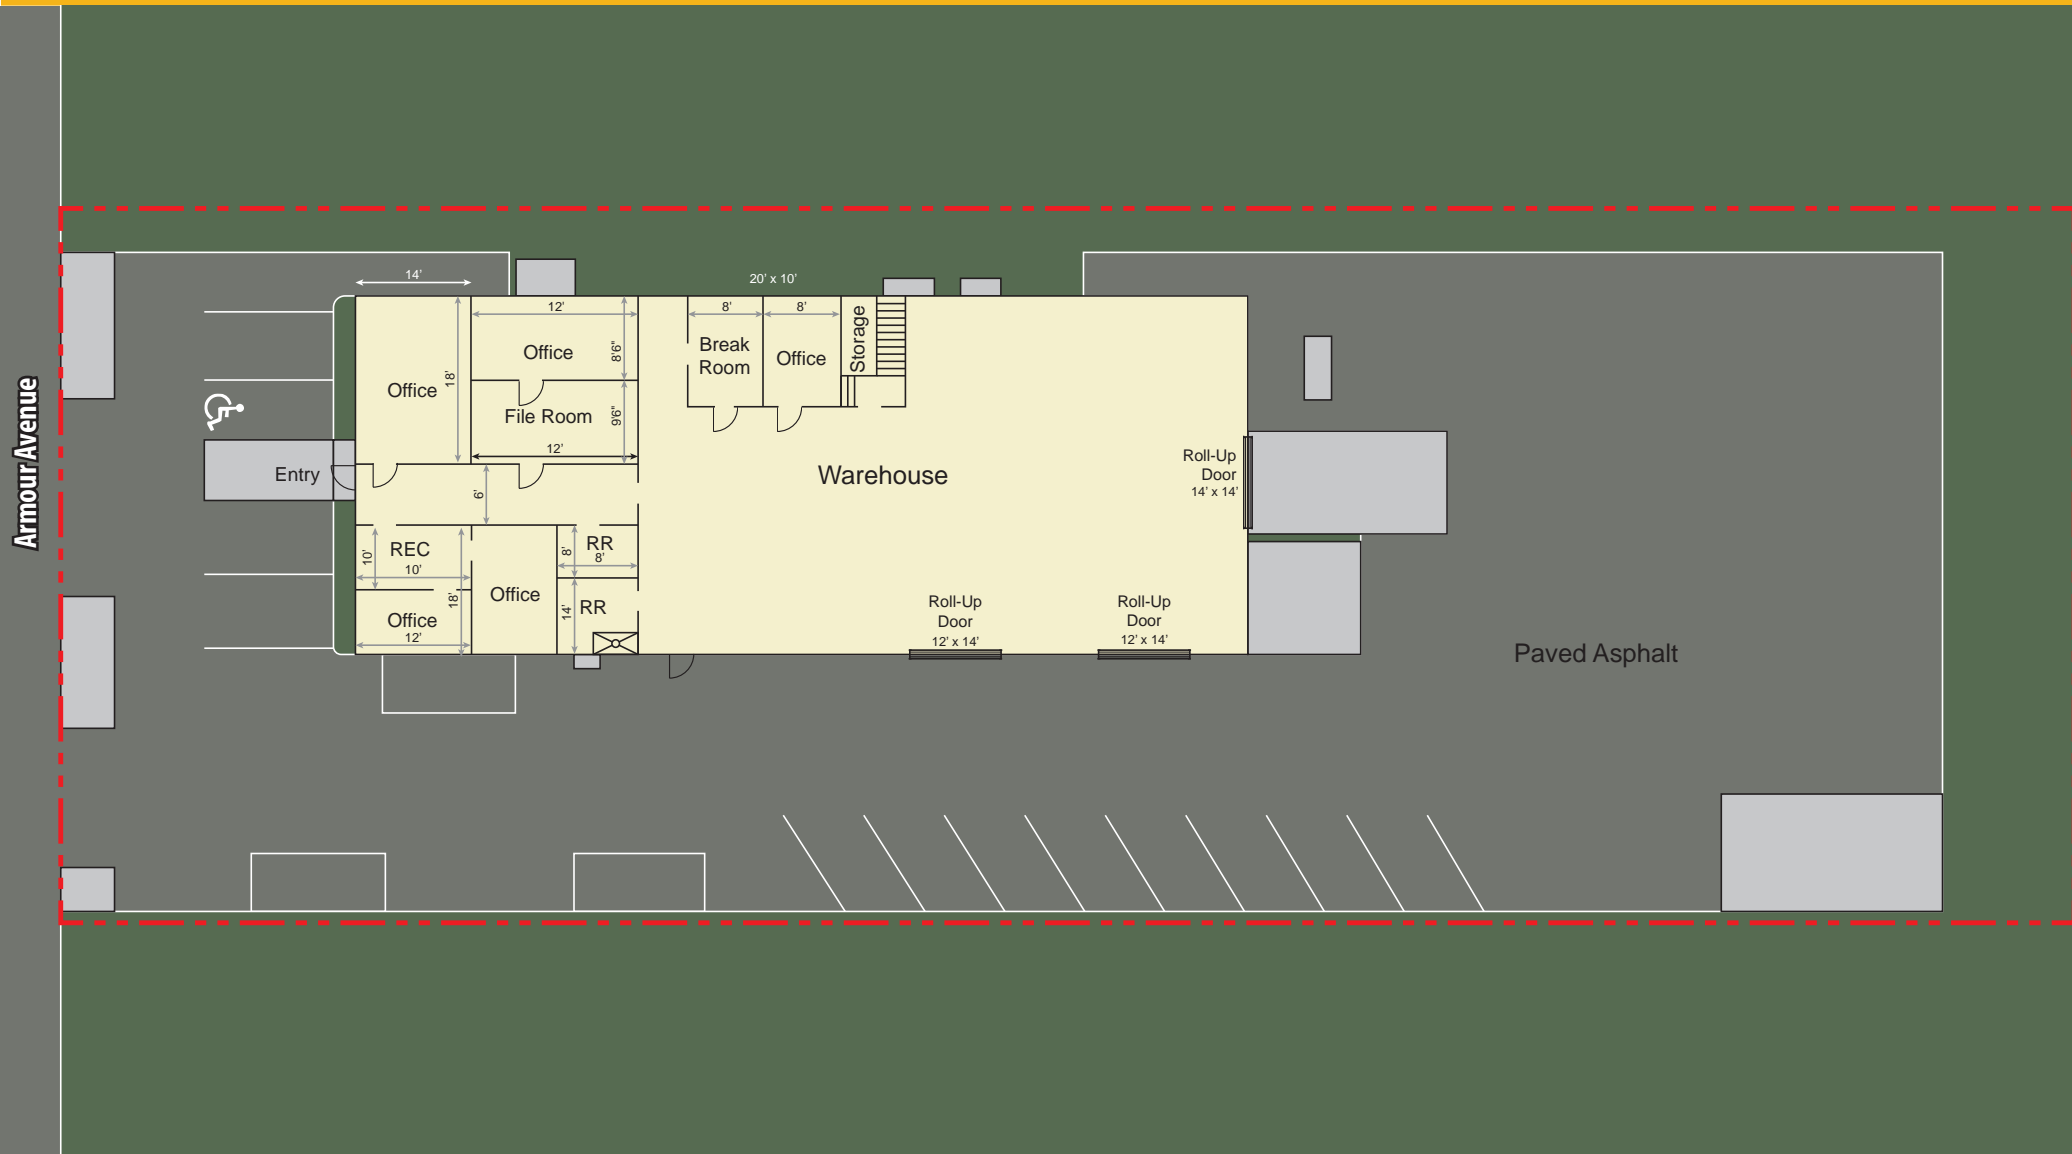 Armour Avenue
14'
20' x 10'
12'
8'
8'
Office
8'6"
Break
Room
Office
Storage
Office
18'
File Room
9'6"
12'
Entry
6'
Warehouse
Roll-Up
Door
14' x 14'
REC
10'
10'
RR
8'
8'
Office
18'
Office
12'
RR
14'
Roll-Up
Door
12' x 14'
Roll-Up
Door
12' x 14'
Paved Asphalt